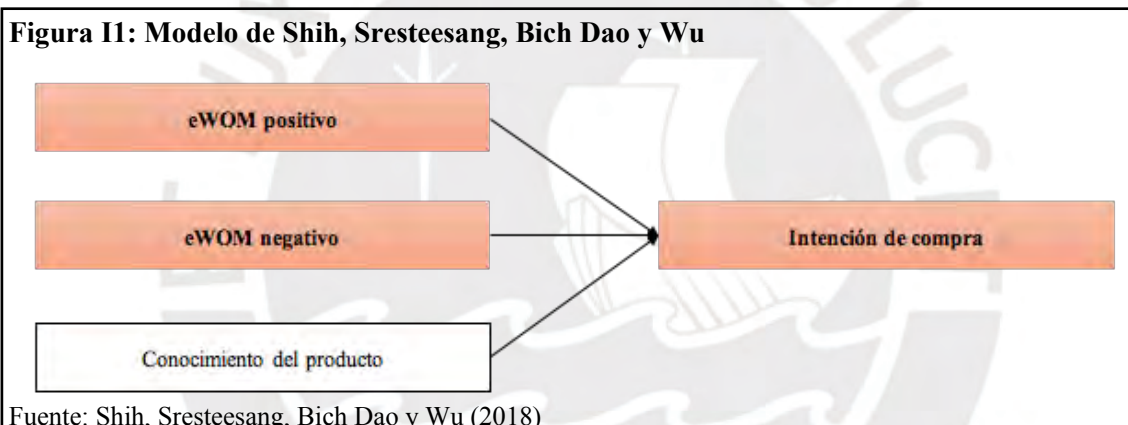 Figura I1: Modelo de Shih, Sresteesang, Bich Dao y Wu
eWOM positivo
eWOM negativo
Intención de compra
Conocimiento del producto
Fuente: Shih, Sresteesang, Bich Dao y Wu (2018)